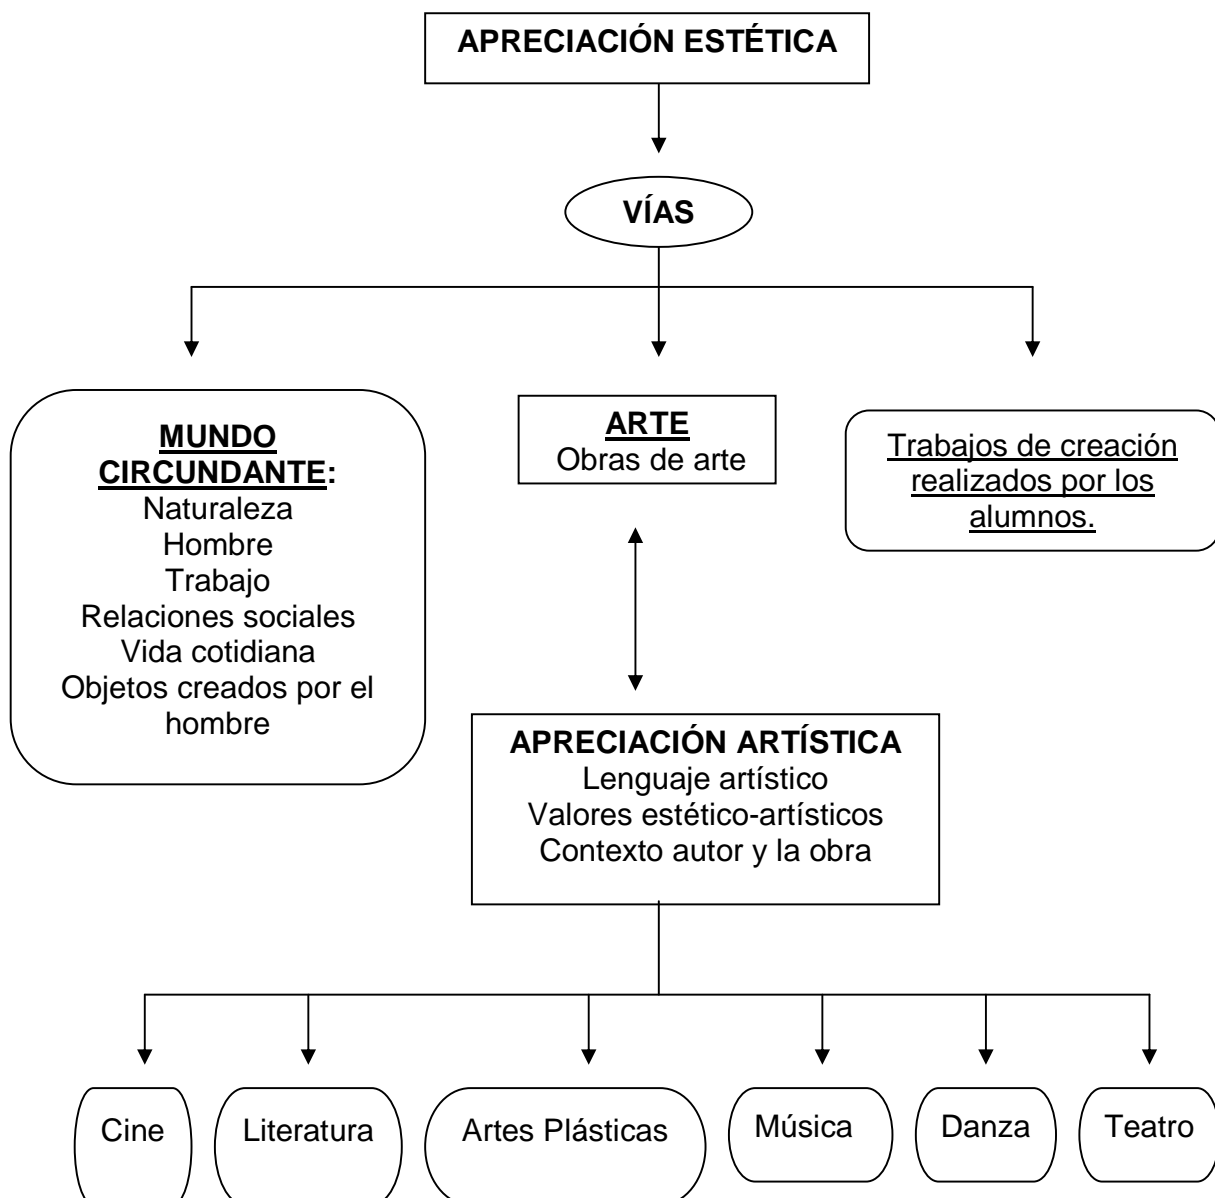 APRECIACIÓN ESTÉTICA
VÍAS
MUNDO
CIRCUNDANTE:
Naturaleza
Hombre
Trabajo
Relaciones sociales
Vida cotidiana
Objetos creados por el
hombre
ARTE
Obras de arte
Trabajos de creación
realizados por los
alumnos.
APRECIACIÓN ARTÍSTICA
Lenguaje artístico
Valores estético-artísticos
Contexto autor y la obra
Cine
Literatura
Artes Plásticas
Música
Danza
Teatro